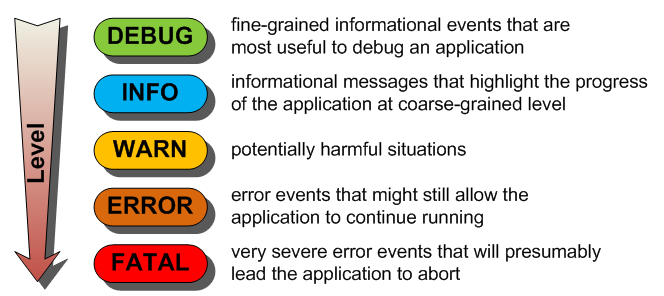 Level
DEBUG
fine-grained informational events that are
most useful to debug an application
INFO
informational messages that highlight the progress
of the application at coarse-grained level
WARN
potentially harmful situations
ERROR
error events that might still allow the
application to continue running
FATAL
very severe error events that will presumably
lead the application to abort